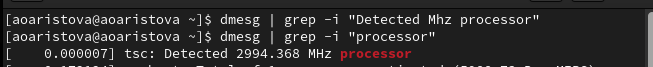 [aoaristova@aoaristova ~]$ dmesg | grep -i "Detected Mhz processor"
[aoaristova@aoaristova ~]$ dmesg | grep -i "processor"
[    0.000007] tsc: Detected 2994.368 MHz processor